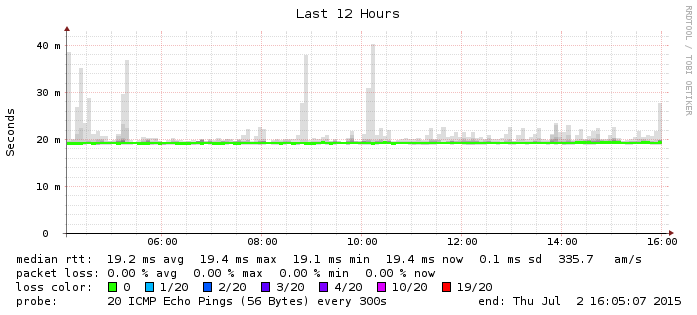 Last 12 Hours
RRDTOOL / TOBI OETIKER
Seconds
40 m
30 m
20 m
10 m
0
06:00 08:00 10:00 12:00 14:00 16:00
median rtt: 19.2 ms avg 19.4 ms max 19.1 ms min 19.4 ms now 0.1 ms sd 335.7 am/s
packet loss: 0.00 % avg 0.00 % max 0.00 % min 0.00 % now
loss color: 0 1/20 2/20 3/20 4/20 10/20 19/20
probe: 20 ICMP Echo Pings (56 Bytes) every 300s end: Thu Jul 2 16:05:07 2015